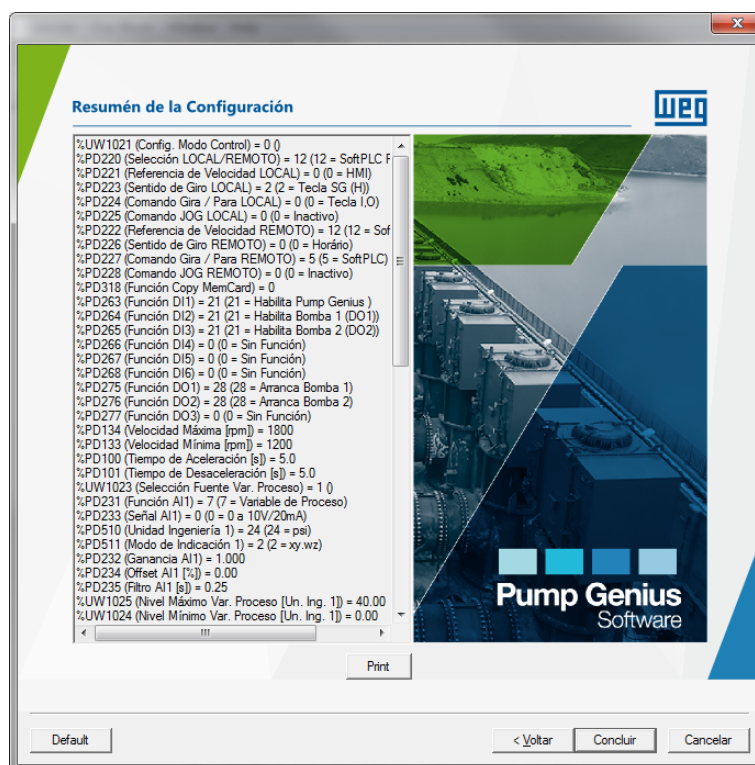 Resumén de la Configuración
weg
%UW1021 (Config. Modo Control) = 0 ()
%PD220 (Selección LOCAL/REMOTO) = 12 (12 = SoftPLC F
%PD221 (Referencia de Velocidad LOCAL) = 0 (0 = HMI)
%PD223 (Sentido de Giro LOCAL) = 2 (2 = Tecla SG (H))
%PD224 (Comando Gira / Para LOCAL) = 0 (0 = Tecla I,O)
%PD225 (Comando JOG LOCAL) = 0 (0 = Inactivo)
%PD222 (Referencia de Velocidad REMOTO) = 12 (12 = Sof
%PD226 (Sentido de Giro REMOTO) = 0 (0 = Horário)
%PD227 (Comando Gira / Para REMOTO) = 5 (5 = SoftPLC)
%PD228 (Comando JOG REMOTO) = 0 (0 = Inactivo)
%PD318 (Función Copy MemCard) = 0
%PD263 (Función DI1) = 21 (21 = Habilita Pump Genius )
%PD264 (Función DI2) = 21 (21 = Habilita Bomba 1 (DO1))
%PD265 (Función DI3) = 21 (21 = Habilita Bomba 2 (DO2))
%PD266 (Función DI4) = 0 (0 = Sin Función)
%PD267 (Función DI5) = 0 (0 = Sin Función)
%PD268 (Función DI6) = 0 (0 = Sin Función)
%PD275 (Función DO1) = 28 (28 = Arranca Bomba 1)
%PD276 (Función DO2) = 28 (28 = Arranca Bomba 2)
%PD277 (Función DO3) = 0 (0 = Sin Función)
%PD134 (Velocidad Máxima [rpm]) = 1800
%PD133 (Velocidad Mínima [rpm]) = 1200
%PD100 (Tiempo de Aceleración [s]) = 5.0
%PD101 (Tiempo de Desaceleración [s]) = 5.0
%UW1023 (Selección Fuente Var. Proceso) = 1 ()
%PD231 (Función AI1) = 7 (7 = Variable de Proceso)
%PD233 (Señal AI1) = 0 (0 = 0 a 10V/20mA)
%PD510 (Unidad Ingeniería 1) = 24 (24 = psi)
%PD511 (Modo de Indicación 1) = 2 (2 = xy.wz)
%PD232 (Ganancia AI1) = 1.000
%PD234 (Offset AI1 [%]) = 0.00
%PD235 (Filtro AI1 [s]) = 0.25
%UW1025 (Nivel Máximo Var. Proceso [Un. Ing. 1]) = 40.00
%UW1024 (Nivel Mínimo Var. Proceso [Un. Ing. 1]) = 0.00
Pump Genius
Software
Print
Default
< Voltar
Concluir
Cancelar